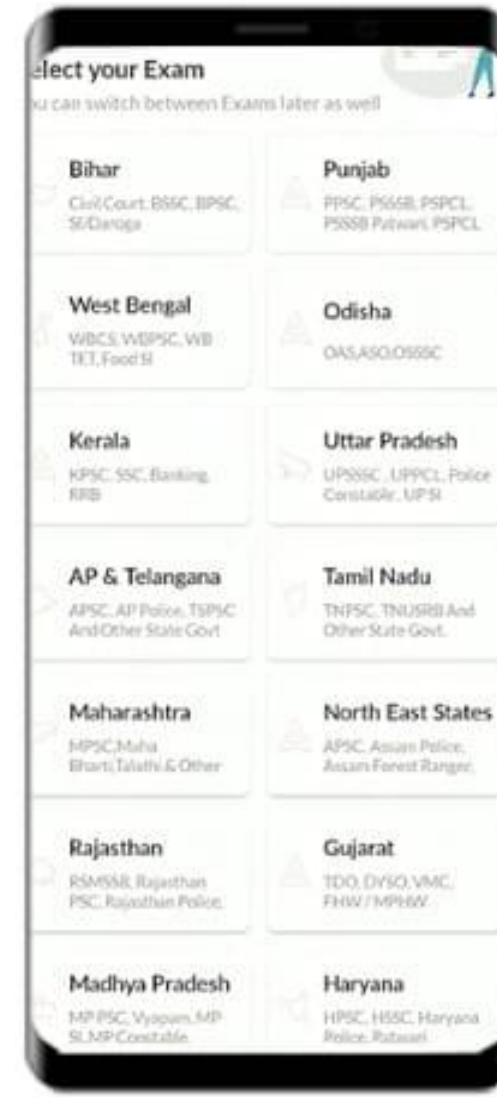 elect your Exam
ou can switch between Exams later as well
Bihar
Civil Court, BSSC, BPSC,
SI/Daroga
Punjab
PPSC, PSSSB, PSPCL,
PSSSB Patwari, PSPCL
West Bengal
WBCS, WBPSC, WB
TET, Food SI
Odisha
OAS,ASO,OSSSC
Kerala
KPSC, SSC, Banking,
RRB
Uttar Pradesh
UPSSSC , UPPCL, Police
Constable, UP SI
AP & Telangana
APSC, AP Police, TSPSC
And Other State Govt
Tamil Nadu
TNPSC, TNUSRB And
Other State Govt.
Maharashtra
MPSC,Maha
Bharti,Talathi & Other
North East States
APSC, Assam Police,
Assam Forest Ranger,
Rajasthan
RSMSSB, Rajasthan
PSC, Rajasthan Police,
Gujarat
TDO, DYSO, VMC,
FHW / MPHW
Madhya Pradesh
MP PSC, Vyapam, MP
SI, MP Constable
Haryana
HPSC, HSSC, Haryana
Police, Patwari